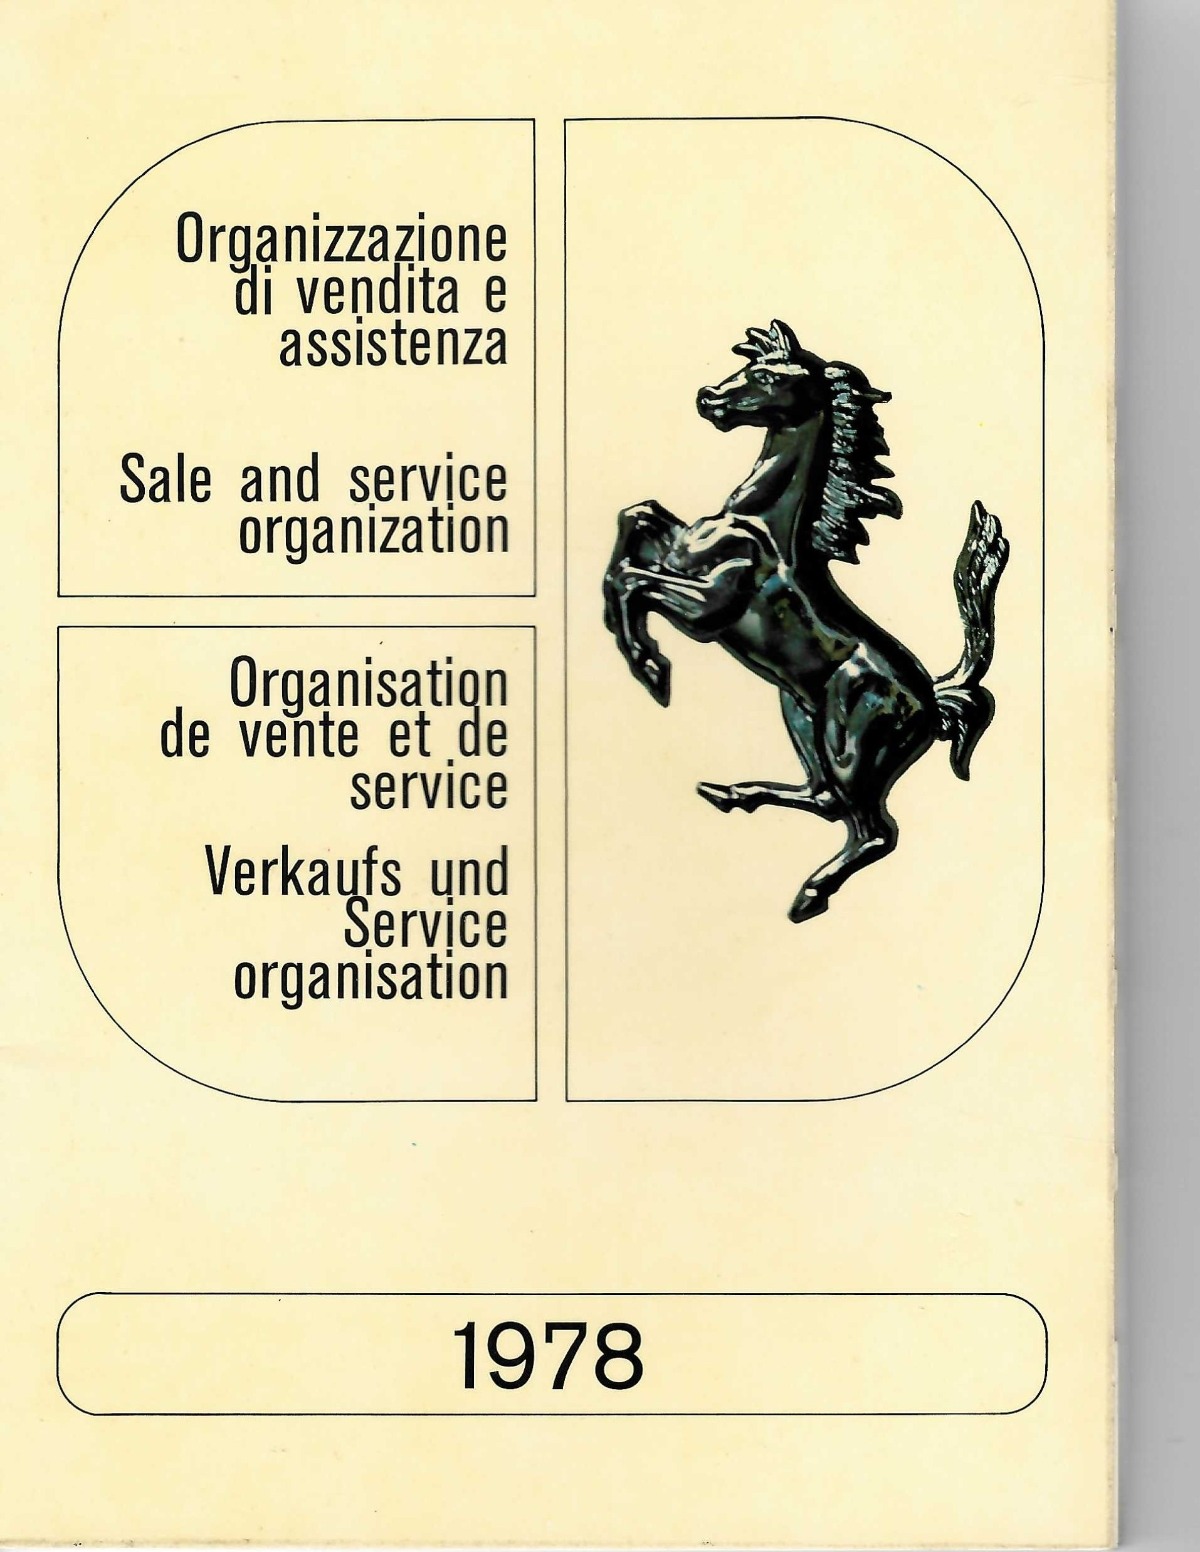 Organizzazione
di vendita e
assistenza
Sale and service
organization
Organisation
de vente et de
service
Verkaufs und
Service
organisation
1978